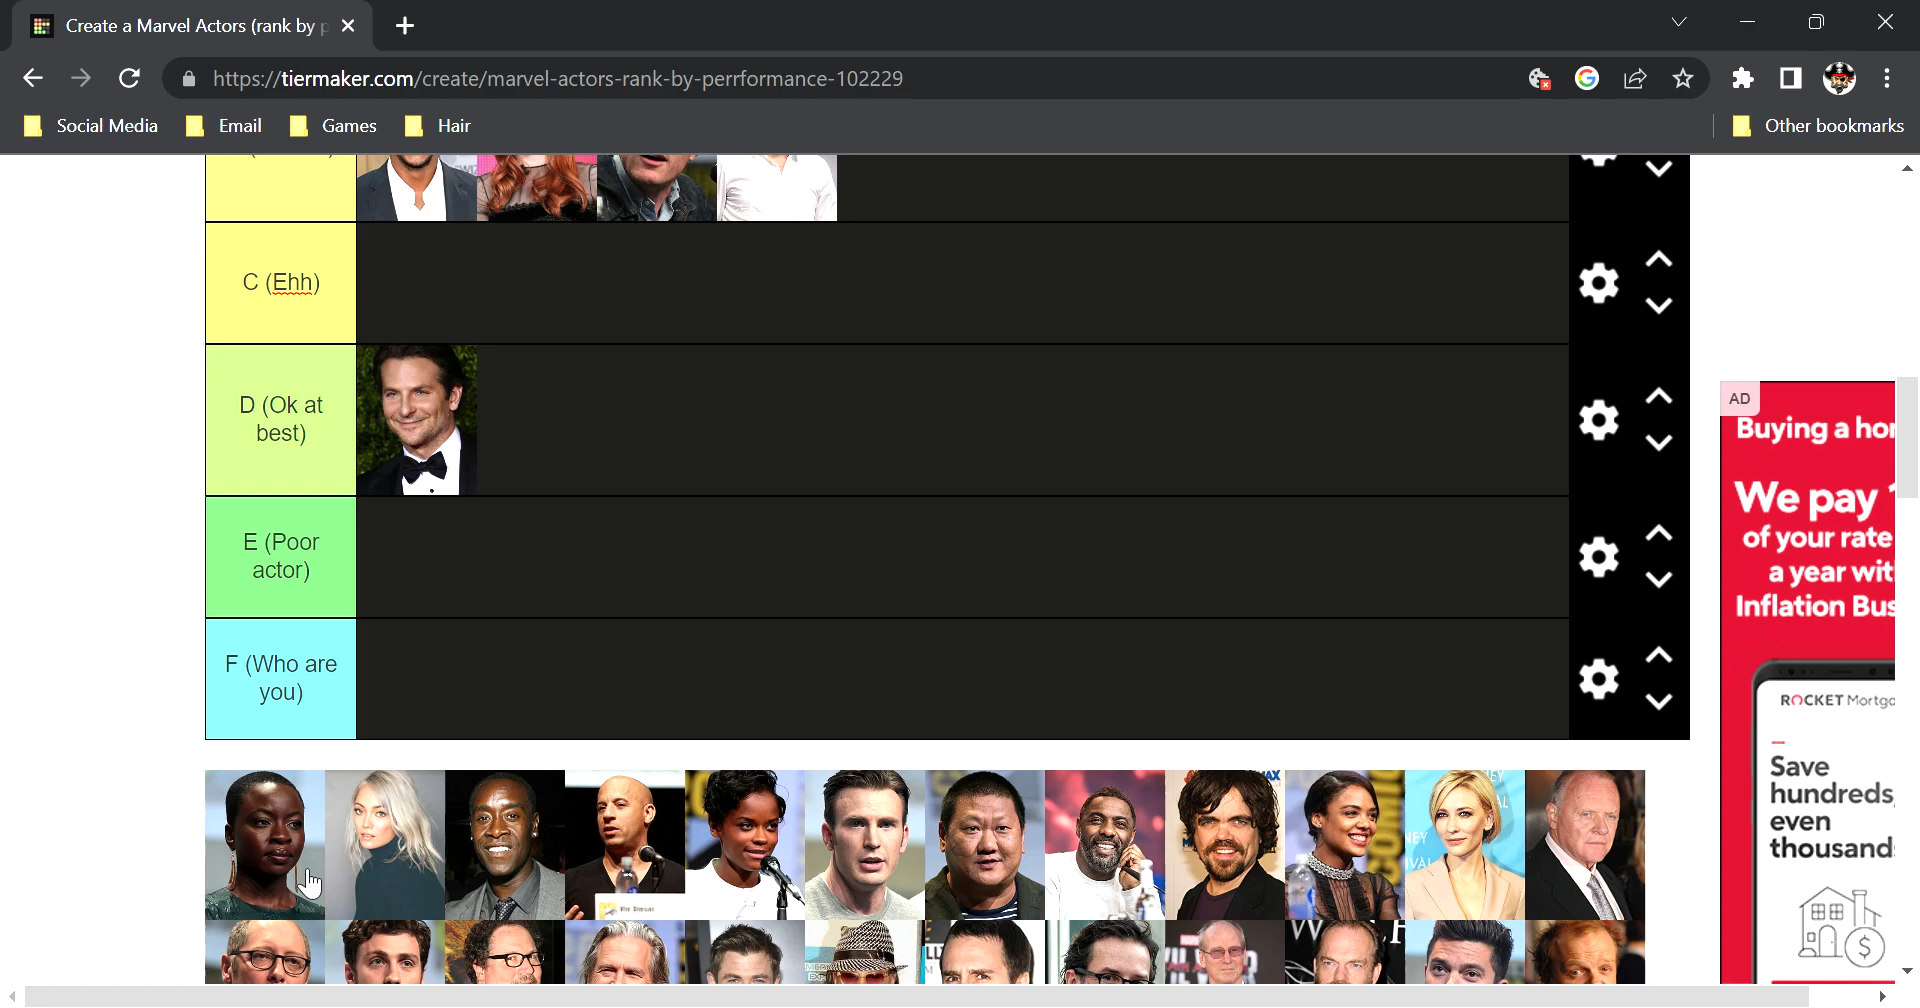 Create a Marvel Actors (rank by p
https://tiermaker.com/create/marvel-actors-rank-by-perrformance-102229
Social Media
Email
Games
Hair
Other bookmarks
C (Ehh)
D (Ok at
best)
E (Poor
actor)
F (Who are
you)
AD
Buying a hor
We pay
of your rate
a year wit
Inflation Bus
ROCKET Mortga
Save
hundreds,
even
thousand